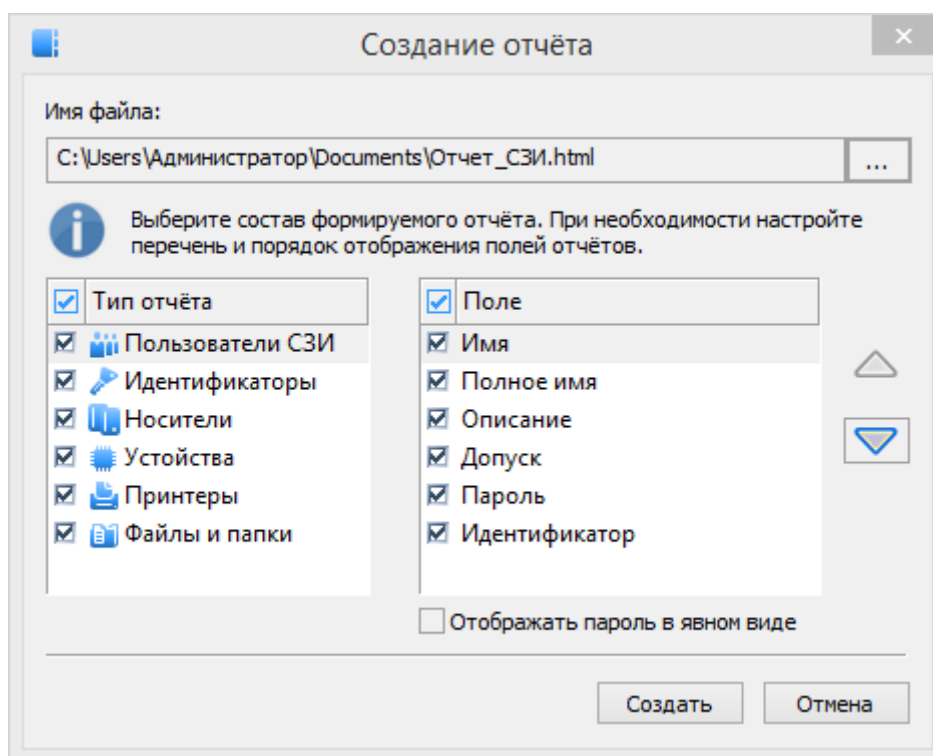 Создание отчёта
Имя файла:
C:\Users\Администратор\Documents\Отчет_СЗИ.html
...
Выберите состав формируемого отчёта. При необходимости настройте
перечень и порядок отображения полей отчётов.
Тип отчёта
Пользователи СЗИ
Идентификаторы
Носители
Устойства
Принтеры
Файлы и папки
Поле
Имя
Полное имя
Описание
Допуск
Пароль
Идентификатор
Отображать пароль в явном виде
Создать
Отмена